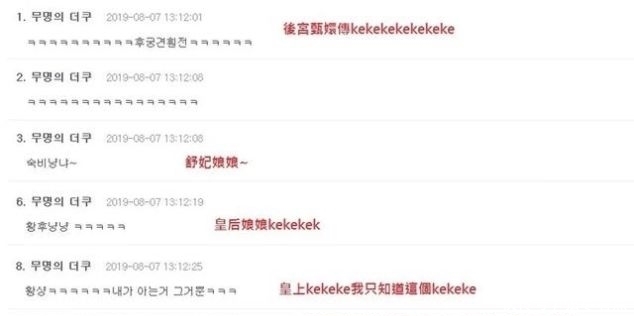 1. 무명의 더쿠 2019-08-07 13:12:01
ㅋㅋㅋㅋㅋㅋㅋㅋㅋㅋ후궁견훤전ㅋㅋㅋㅋㅋㅋ 後宮甄嬛傳kekekekekekeke
2. 무명의 더쿠 2019-08-07 13:12:08
ㅋㅋㅋㅋㅋㅋㅋㅋㅋㅋㅋㅋㅋㅋㅋㅋ
3. 무명의 더쿠 2019-08-07 13:12:08
숙비냥냐~ 舒妃娘娘~
6. 무명의 더쿠 2019-08-07 13:12:19
황후냥냥 ㅋㅋㅋㅋㅋ 皇后娘娘kekekek
8. 무명의 더쿠 2019-08-07 13:12:25
황샹ㅋㅋㅋㅋㅋㅋ내가 아는거 그거뿐ㅋㅋㅋ 皇上kekeke我只知道這個kekeke